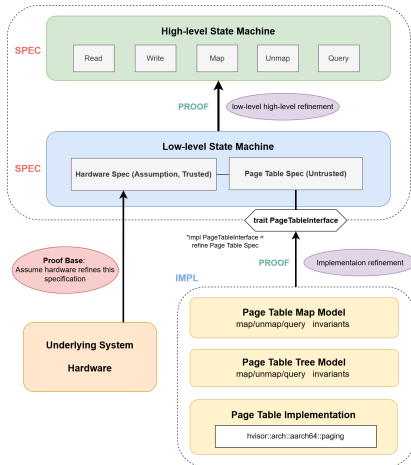 High-level State Machine
SPEC
Read
Write
Map
Unmap
Query
PROOF
low-level high-level refinement
Low-level State Machine
SPEC
Hardware Spec (Assumption, Trusted)
Page Table Spec (Untrusted)
trait PageTableInterface
*impl PageTableInterface =
refine Page Table Spec
Proof Base:
Assume hardware refines this
specification
PROOF
Implementaion refinement
IMPL
Page Table Map Model
map/unmap/query invariants
Underlying System
Hardware
Page Table Tree Model
map/unmap/query invariants
Page Table Implementation
hvisor::arch::aarch64::paging